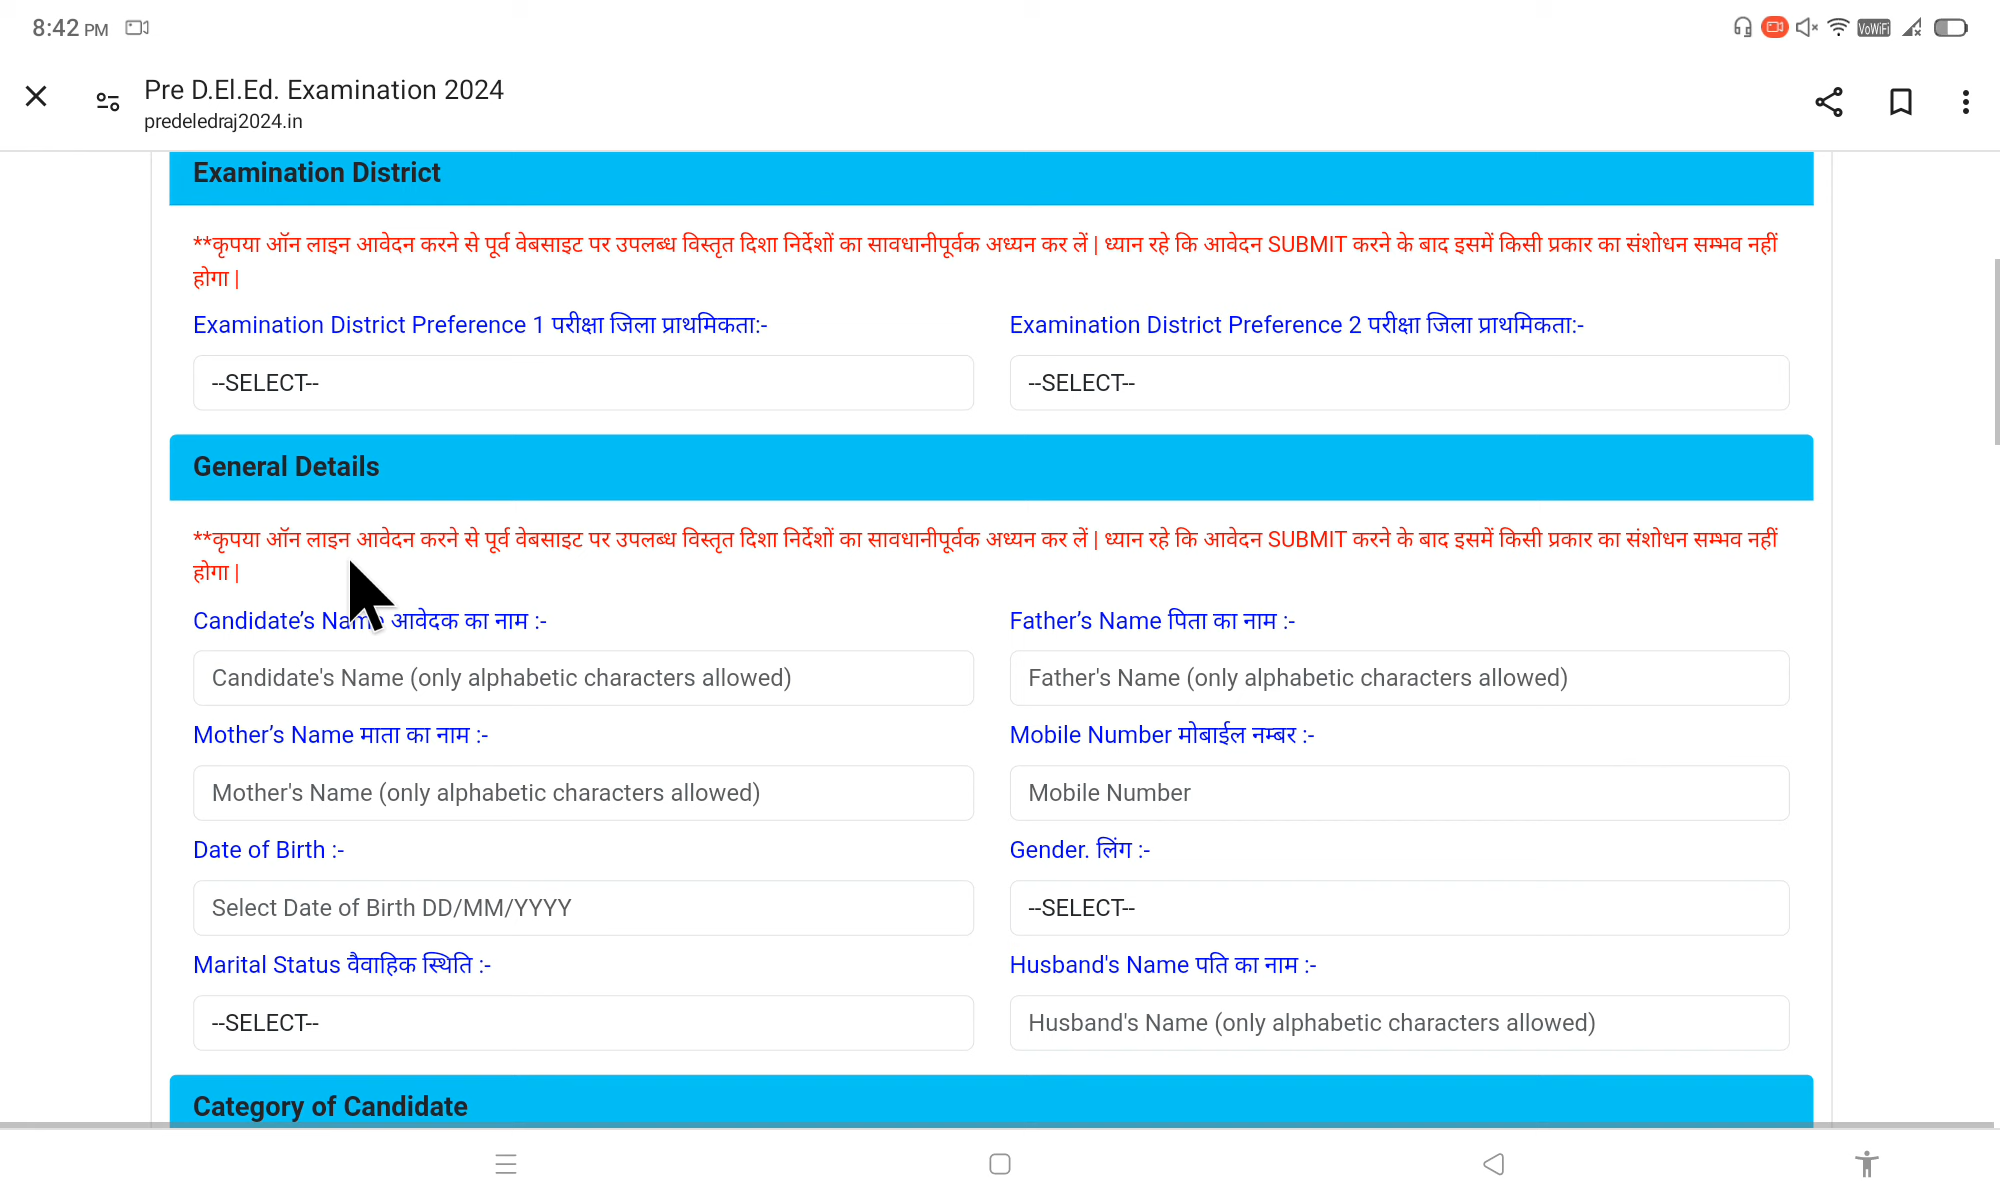 8:42 PM
VoWiFi
Pre D.El.Ed. Examination 2024
predeledraj2024.in
Examination District
**कृपया ऑन लाइन आवेदन करने से पूर्व वेबसाइट पर उपलब्ध विस्तृत दिशा निर्देशों का सावधानीपूर्वक अध्यन कर लें | ध्यान रहे कि आवेदन SUBMIT करने के बाद इसमें किसी प्रकार का संशोधन सम्भव नहीं
होगा |
Examination District Preference 1 परीक्षा जिला प्राथमिकता:-
Examination District Preference 2 परीक्षा जिला प्राथमिकता:-
--SELECT--
--SELECT--
General Details
**कृपया ऑन लाइन आवेदन करने से पूर्व वेबसाइट पर उपलब्ध विस्तृत दिशा निर्देशों का सावधानीपूर्वक अध्यन कर लें | ध्यान रहे कि आवेदन SUBMIT करने के बाद इसमें किसी प्रकार का संशोधन सम्भव नहीं
होगा |
Candidate’s Name आवेदक का नाम :-
Father’s Name पिता का नाम :-
Candidate's Name (only alphabetic characters allowed)
Father's Name (only alphabetic characters allowed)
Mother’s Name माता का नाम :-
Mobile Number मोबाईल नम्बर :-
Mother's Name (only alphabetic characters allowed)
Mobile Number
Date of Birth :-
Gender. लिंग :-
Select Date of Birth DD/MM/YYYY
--SELECT--
Marital Status वैवाहिक स्थिति :-
Husband's Name पति का नाम :-
--SELECT--
Husband's Name (only alphabetic characters allowed)
Category of Candidate